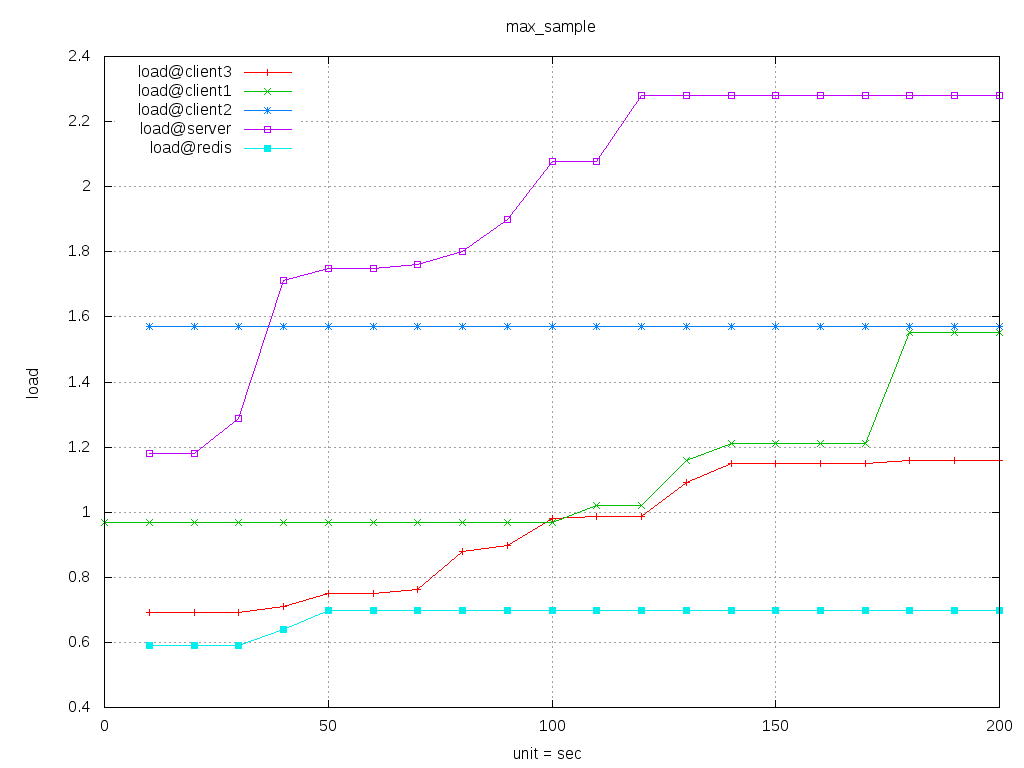 max_sample
2.4
2.2
2
1.8
1.6
1.4
1.2
1
0.8
0.6
0.4
load
load@client3
load@client1
load@client2
load@server
load@redis
0 50 100 150 200
unit = sec